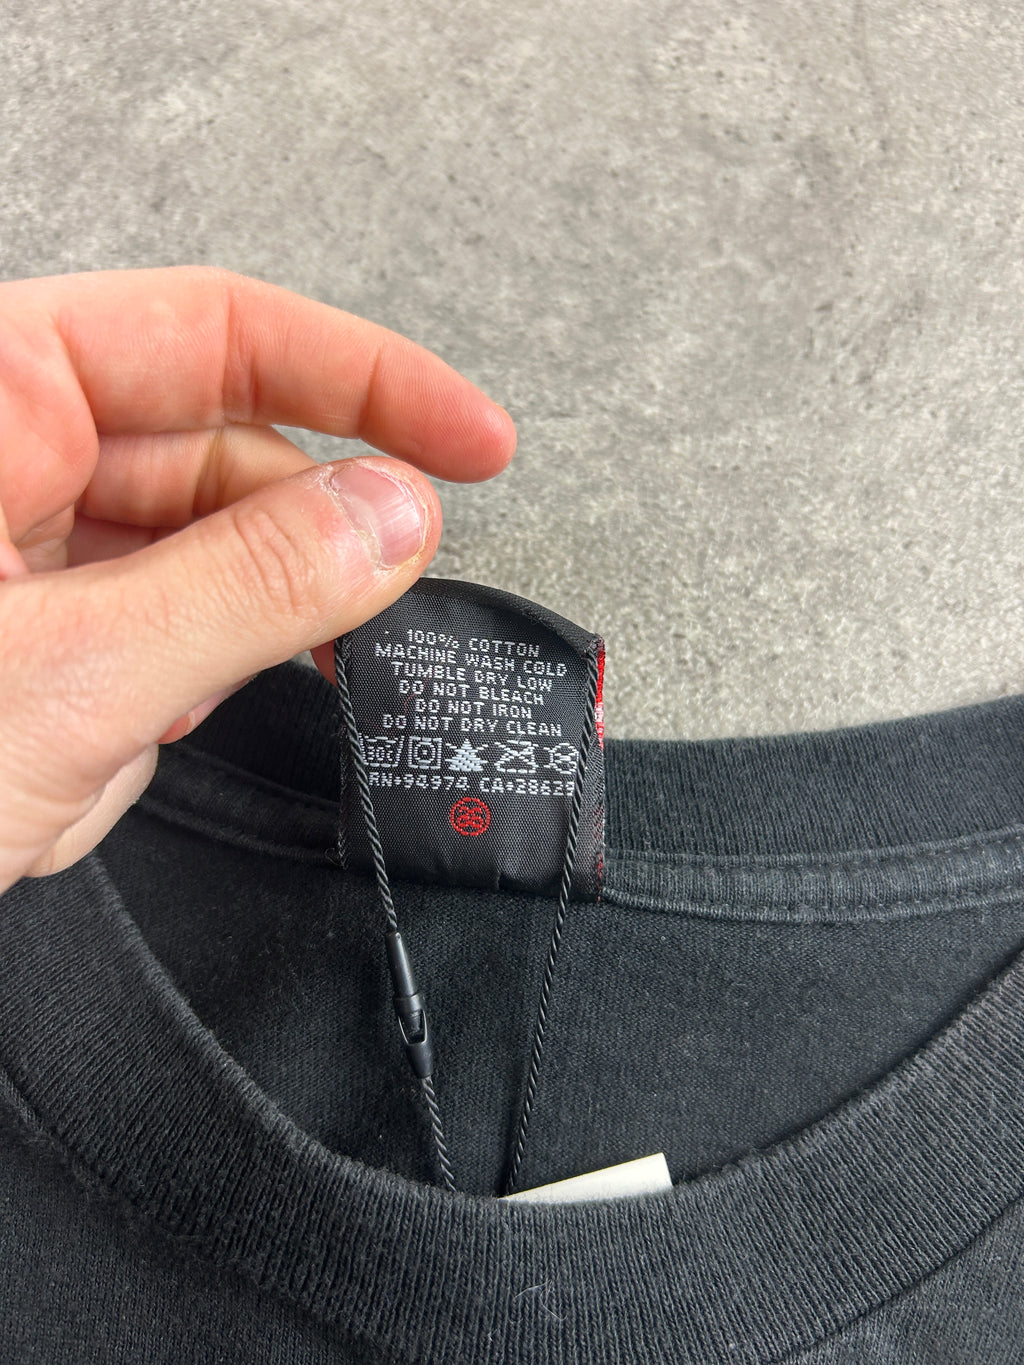 100% COTTON
MACHINE WASH COLD
TUMBLE DRY LOW
DO NOT BLEACH
DO NOT IRON
DO NOT DRY CLEAN
RN#94974 CA#28629